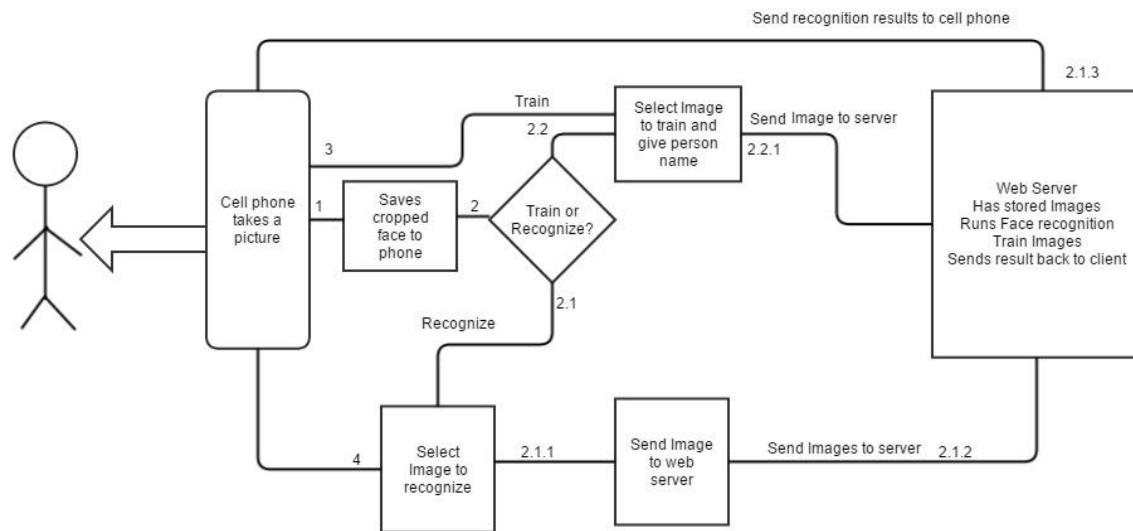 Send recognition results to cell phone
2.1.3
Train
2.2
3
Select Image
to train and
give person
name
Send Image to server
2.2.1
Cell phone
takes a
picture
1
Saves
cropped
face to
phone
2
Train or
Recognize?
2.1
Web Server
Has stored Images
Runs Face recognition
Train Images
Sends result back to client
Recognize
4
Select
Image to
recognize
2.1.1
Send Image
to web
server
Send Images to server
2.1.2